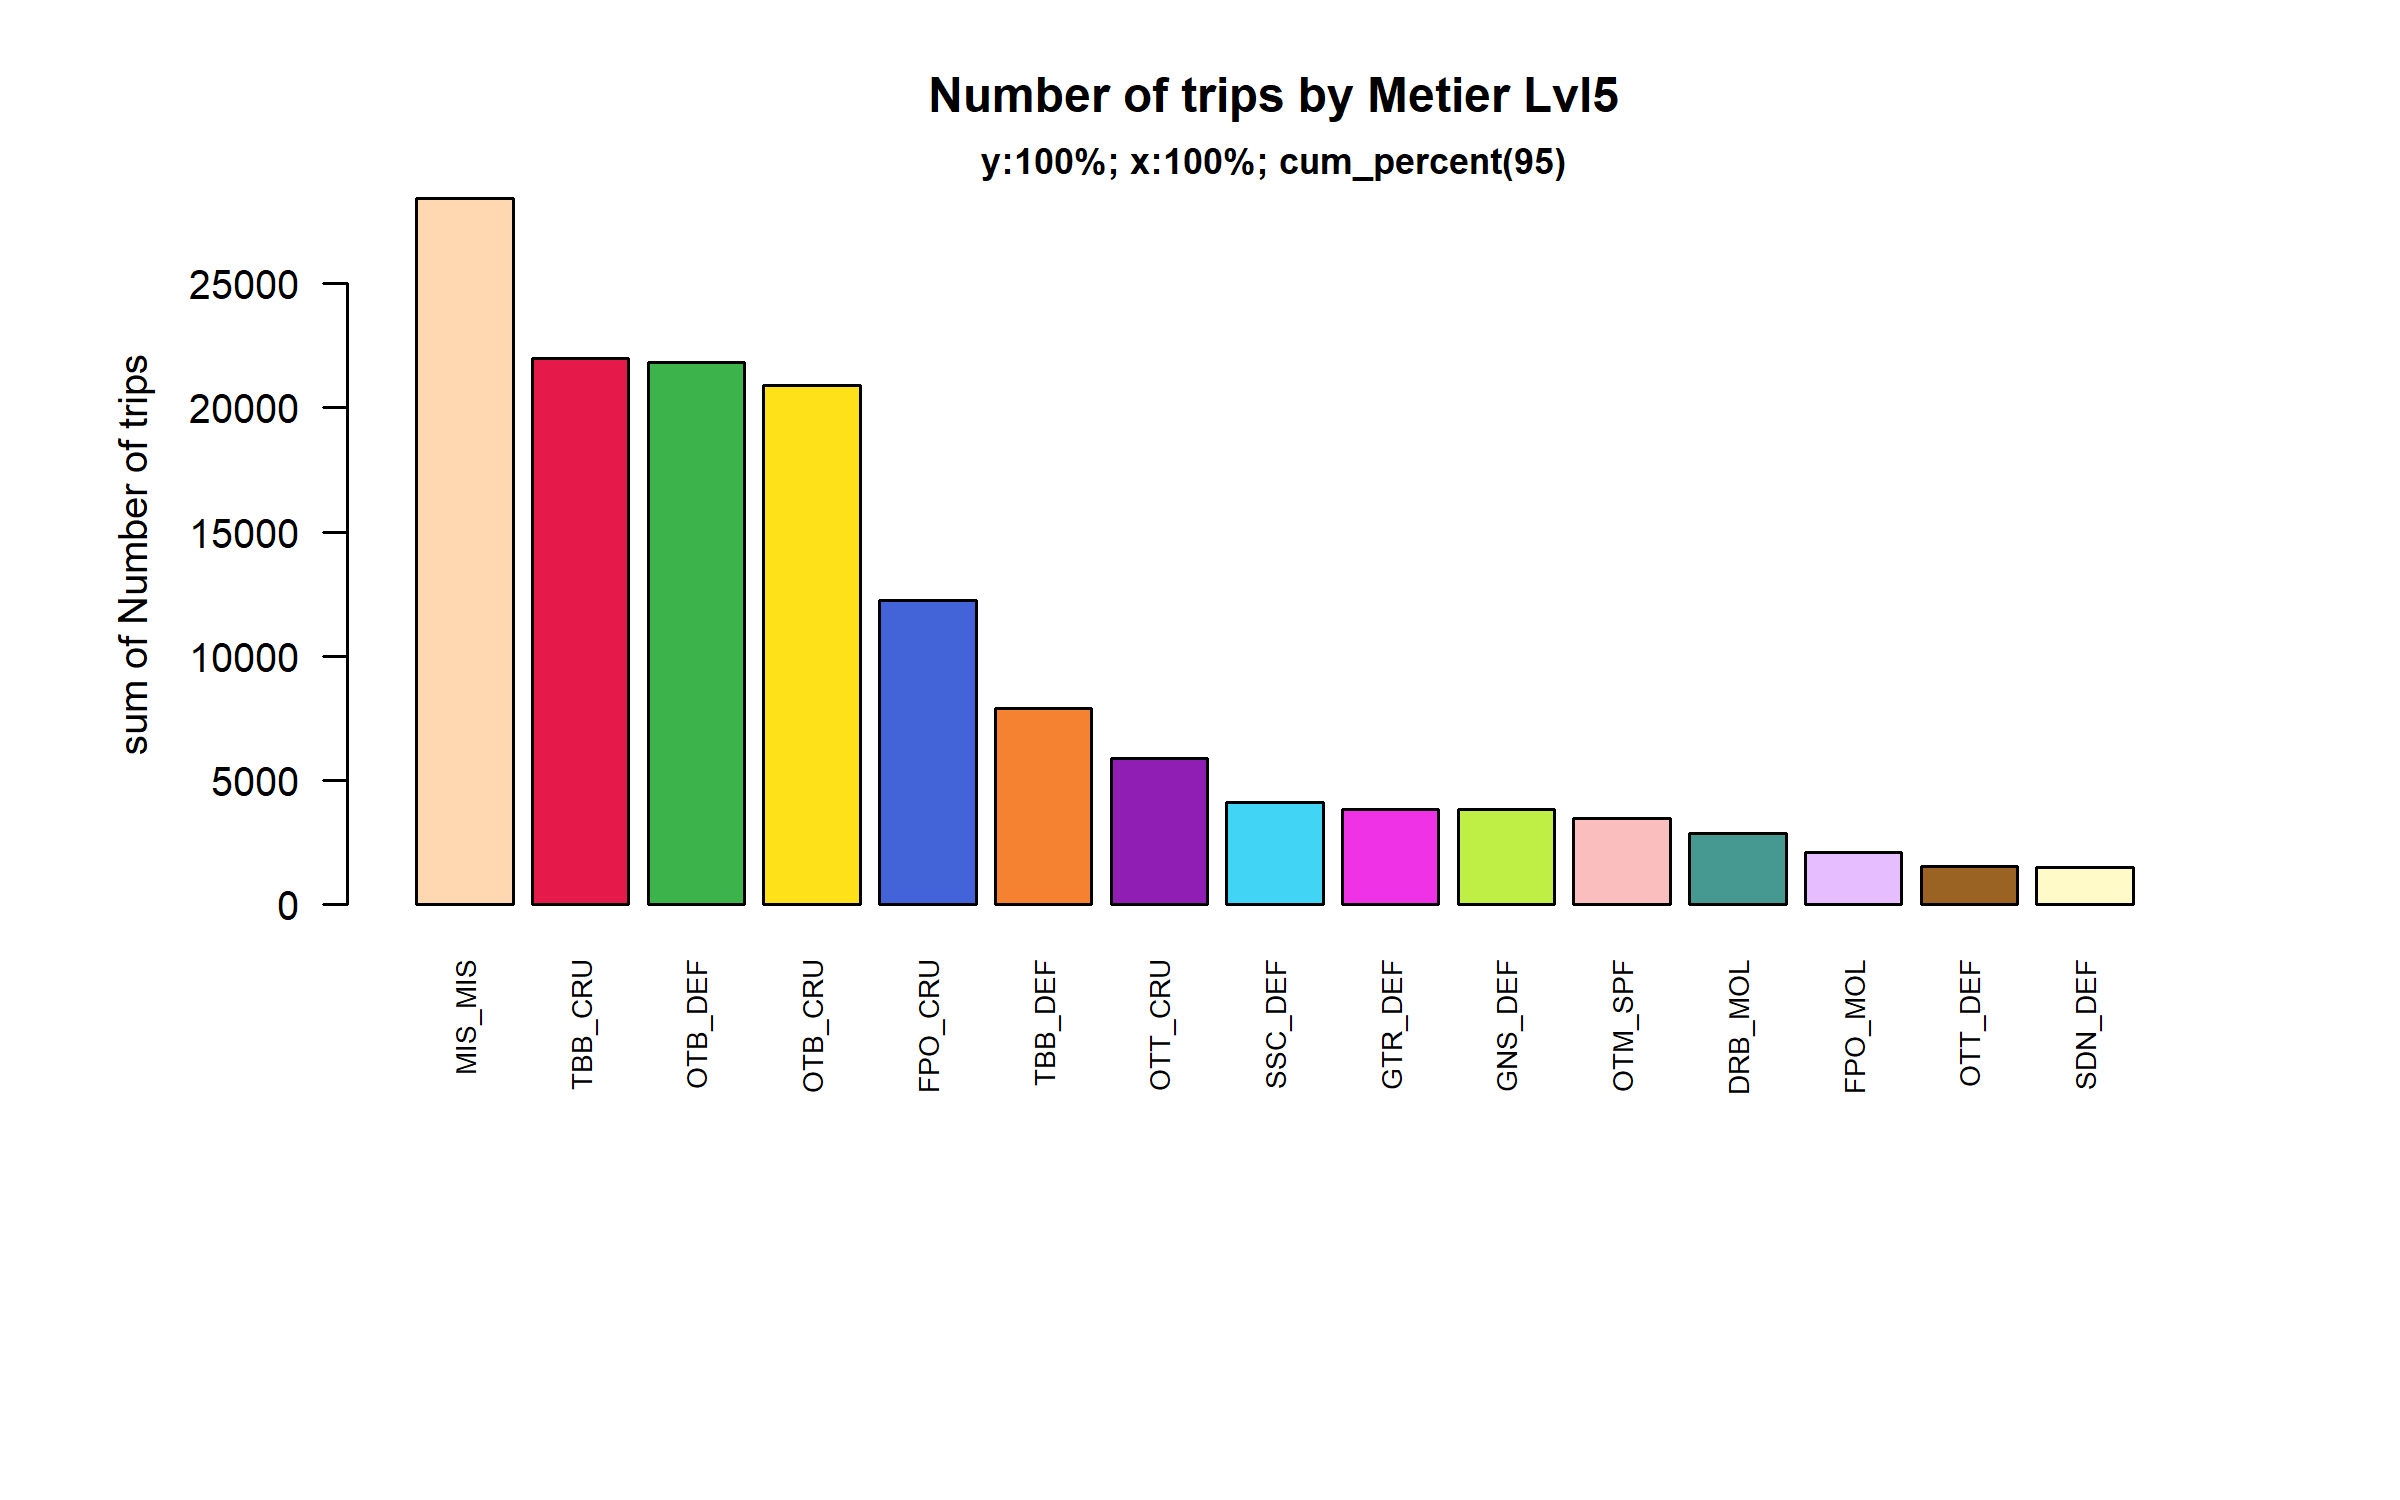 Number of trips by Metier Lvl5
y:100%; x:100%; cum_percent(95)
sum of Number of trips
25000
20000
15000
10000
5000
0
MIS_MIS
TBB_CRU
OTB_DEF
OTB_CRU
FPO_CRU
TBB_DEF
OTT_CRU
SSC_DEF
GTR_DEF
GNS_DEF
OTM_SPF
DRB_MOL
FPO_MOL
OTT_DEF
SDN_DEF